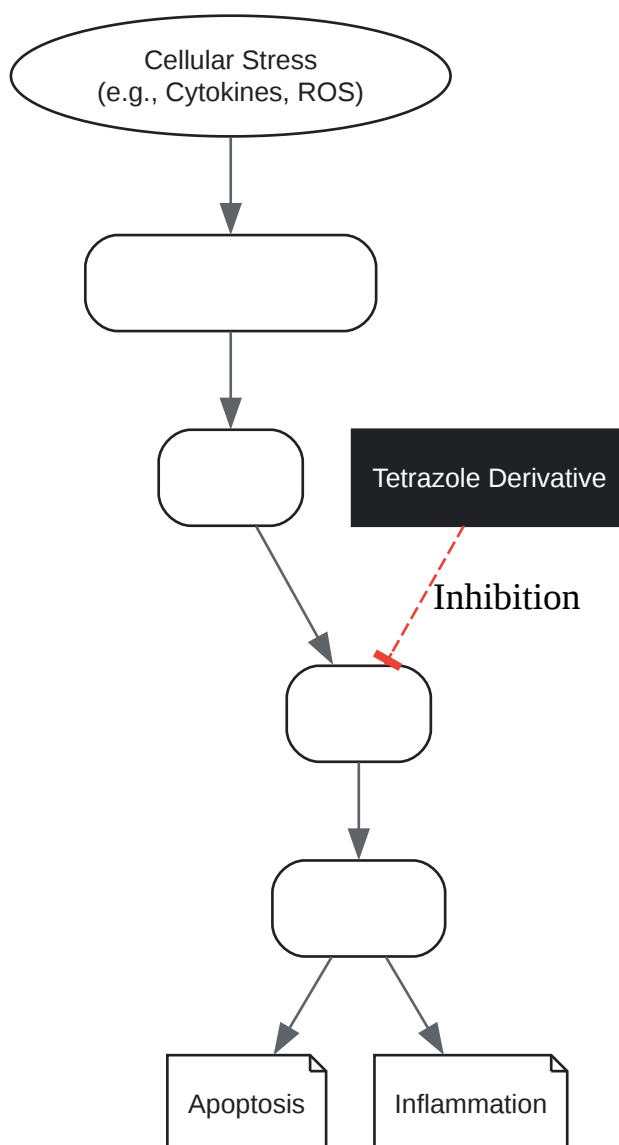 Cellular Stress
(e.g., Cytokines, ROS)
Tetrazole Derivative
Inhibition
Apoptosis
Inflammation